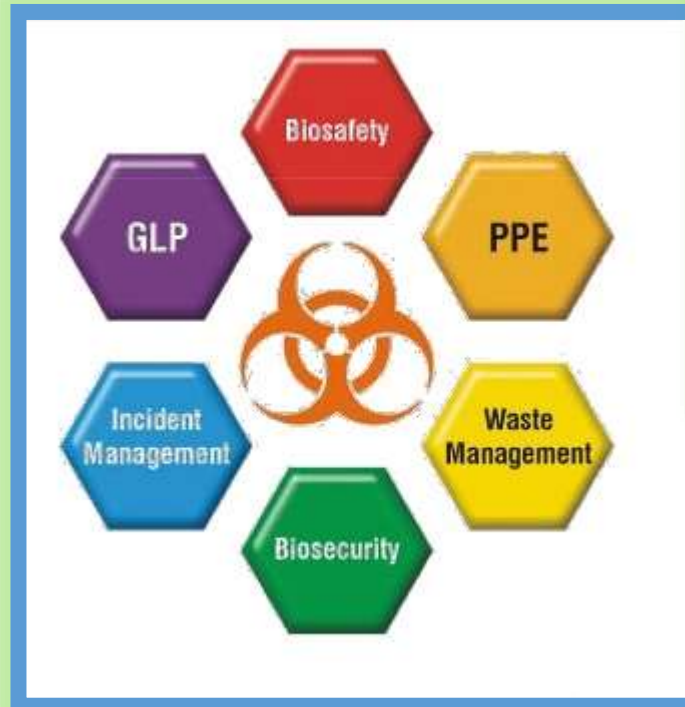 Biosafety
GLP
PPE
Incident
Management
Waste
Management
Biosecurity